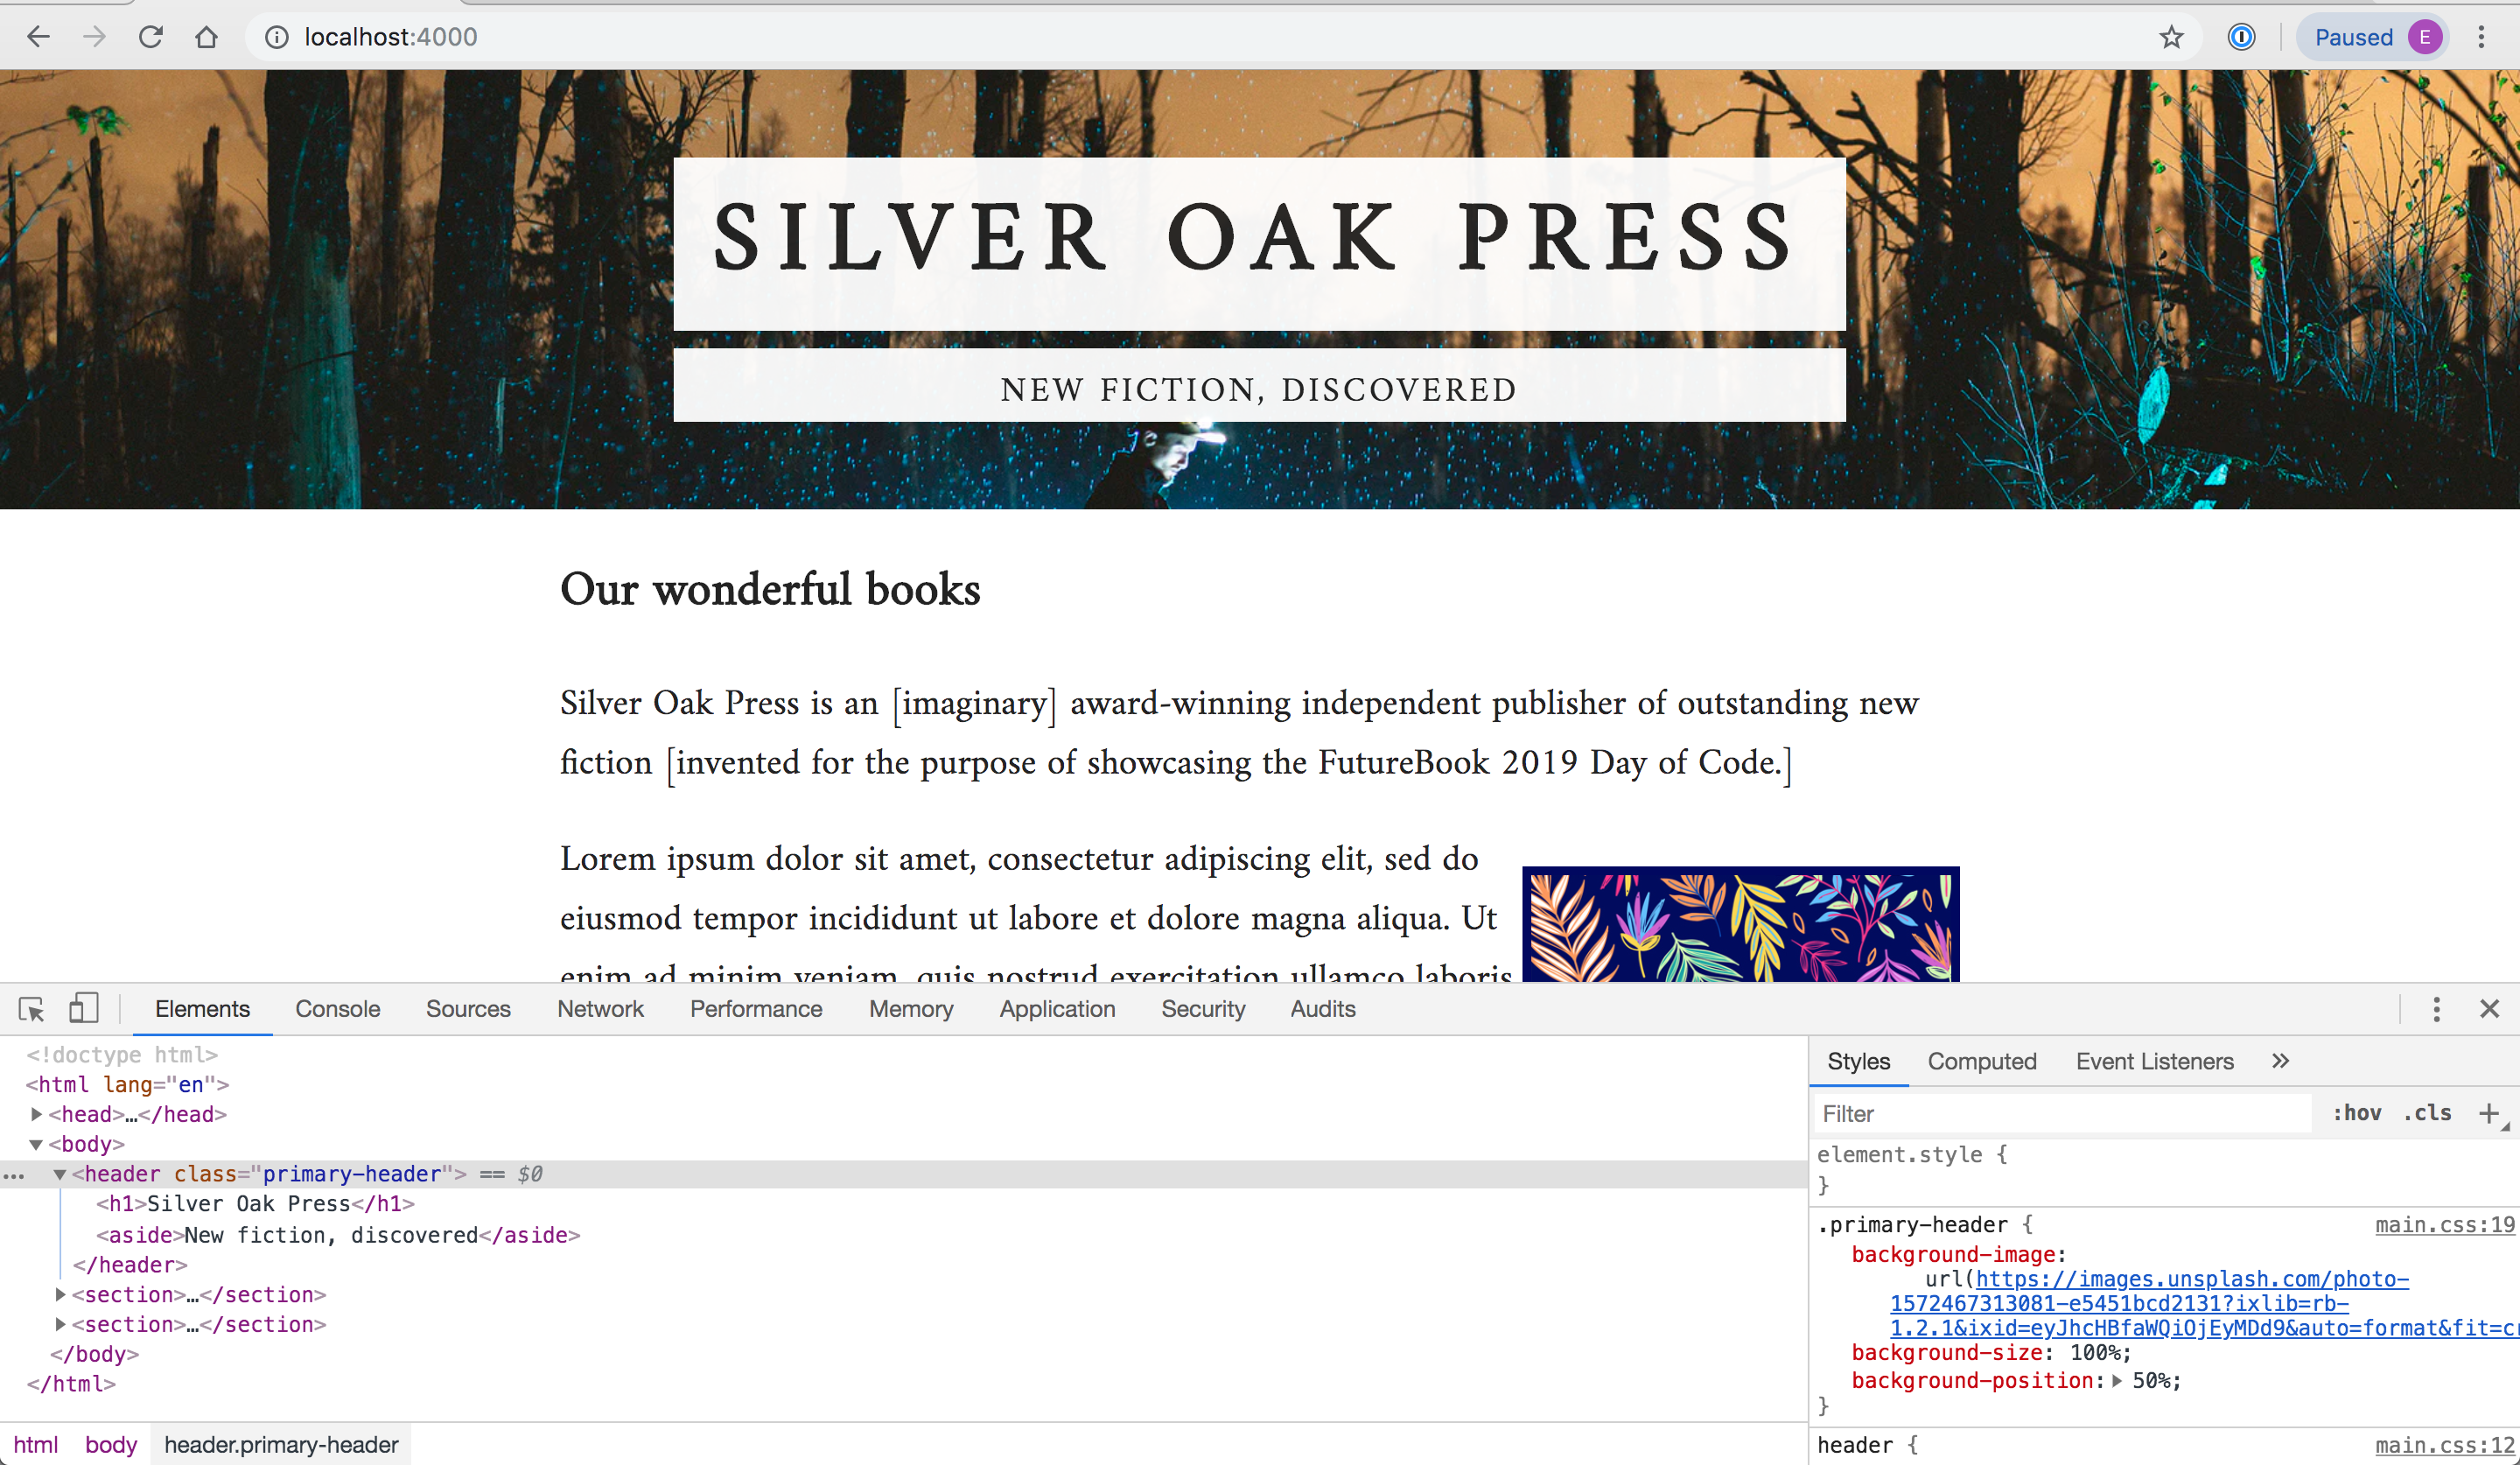 localhost:4000
Paused E
SILVER OAK PRESS
NEW FICTION, DISCOVERED
Our wonderful books
Silver Oak Press is an [imaginary] award-winning independent publisher of outstanding new
fiction [invented for the purpose of showcasing the FutureBook 2019 Day of Code.]
Lorem ipsum dolor sit amet, consectetur adipiscing elit, sed do
eiusmod tempor incididunt ut labore et dolore magna aliqua. Ut
enim ad minim veniam, quis nostrud exercitation ullamco laboris
Elements Console Sources Network Performance Memory Application Security Audits
<!doctype html>
<html lang="en">
<head>…</head>
<body>
… <header class="primary-header"> == $0
<h1>Silver Oak Press</h1>
<aside>New fiction, discovered</aside>
</header>
<section>…</section>
<section>…</section>
</body>
</html>
html body header.primary-header
Styles Computed Event Listeners »
Filter :hov .cls +
element.style {
}
.primary-header { main.css:19
background-image:
url(https://images.unsplash.com/photo-
1572467313081-e5451bcd2131?ixlib=rb-
1.2.1&ixid=eyJhcHBfaWQiOjEyMDd9&auto=format&fit=cr
background-size: 100%;
background-position: 50%;
}
header { main.css:12